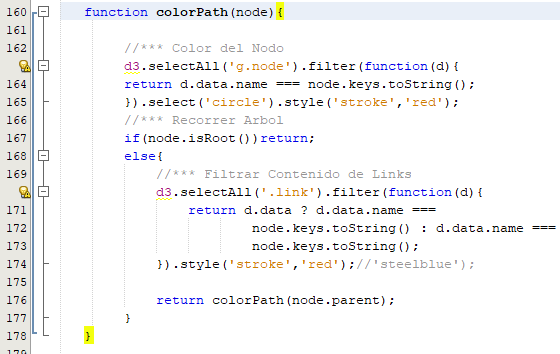 160 function colorPath(node){
161
162 //*** Color del Nodo
d3.selectAll('g.node').filter(function(d){
164 return d.data.name === node.keys.toString();
165 }).select('circle').style('stroke','red');
166 //*** Recorrer Arbol
167 if(node.isRoot())return;
168 else{
169 //*** Filtrar Contenido de Links
d3.selectAll('.link').filter(function(d){
171 return d.data ? d.data.name ===
172 node.keys.toString() : d.data.name ===
173 node.keys.toString();
174 }).style('stroke','red');//'steelblue');
175
176 return colorPath(node.parent);
177 }
178 }